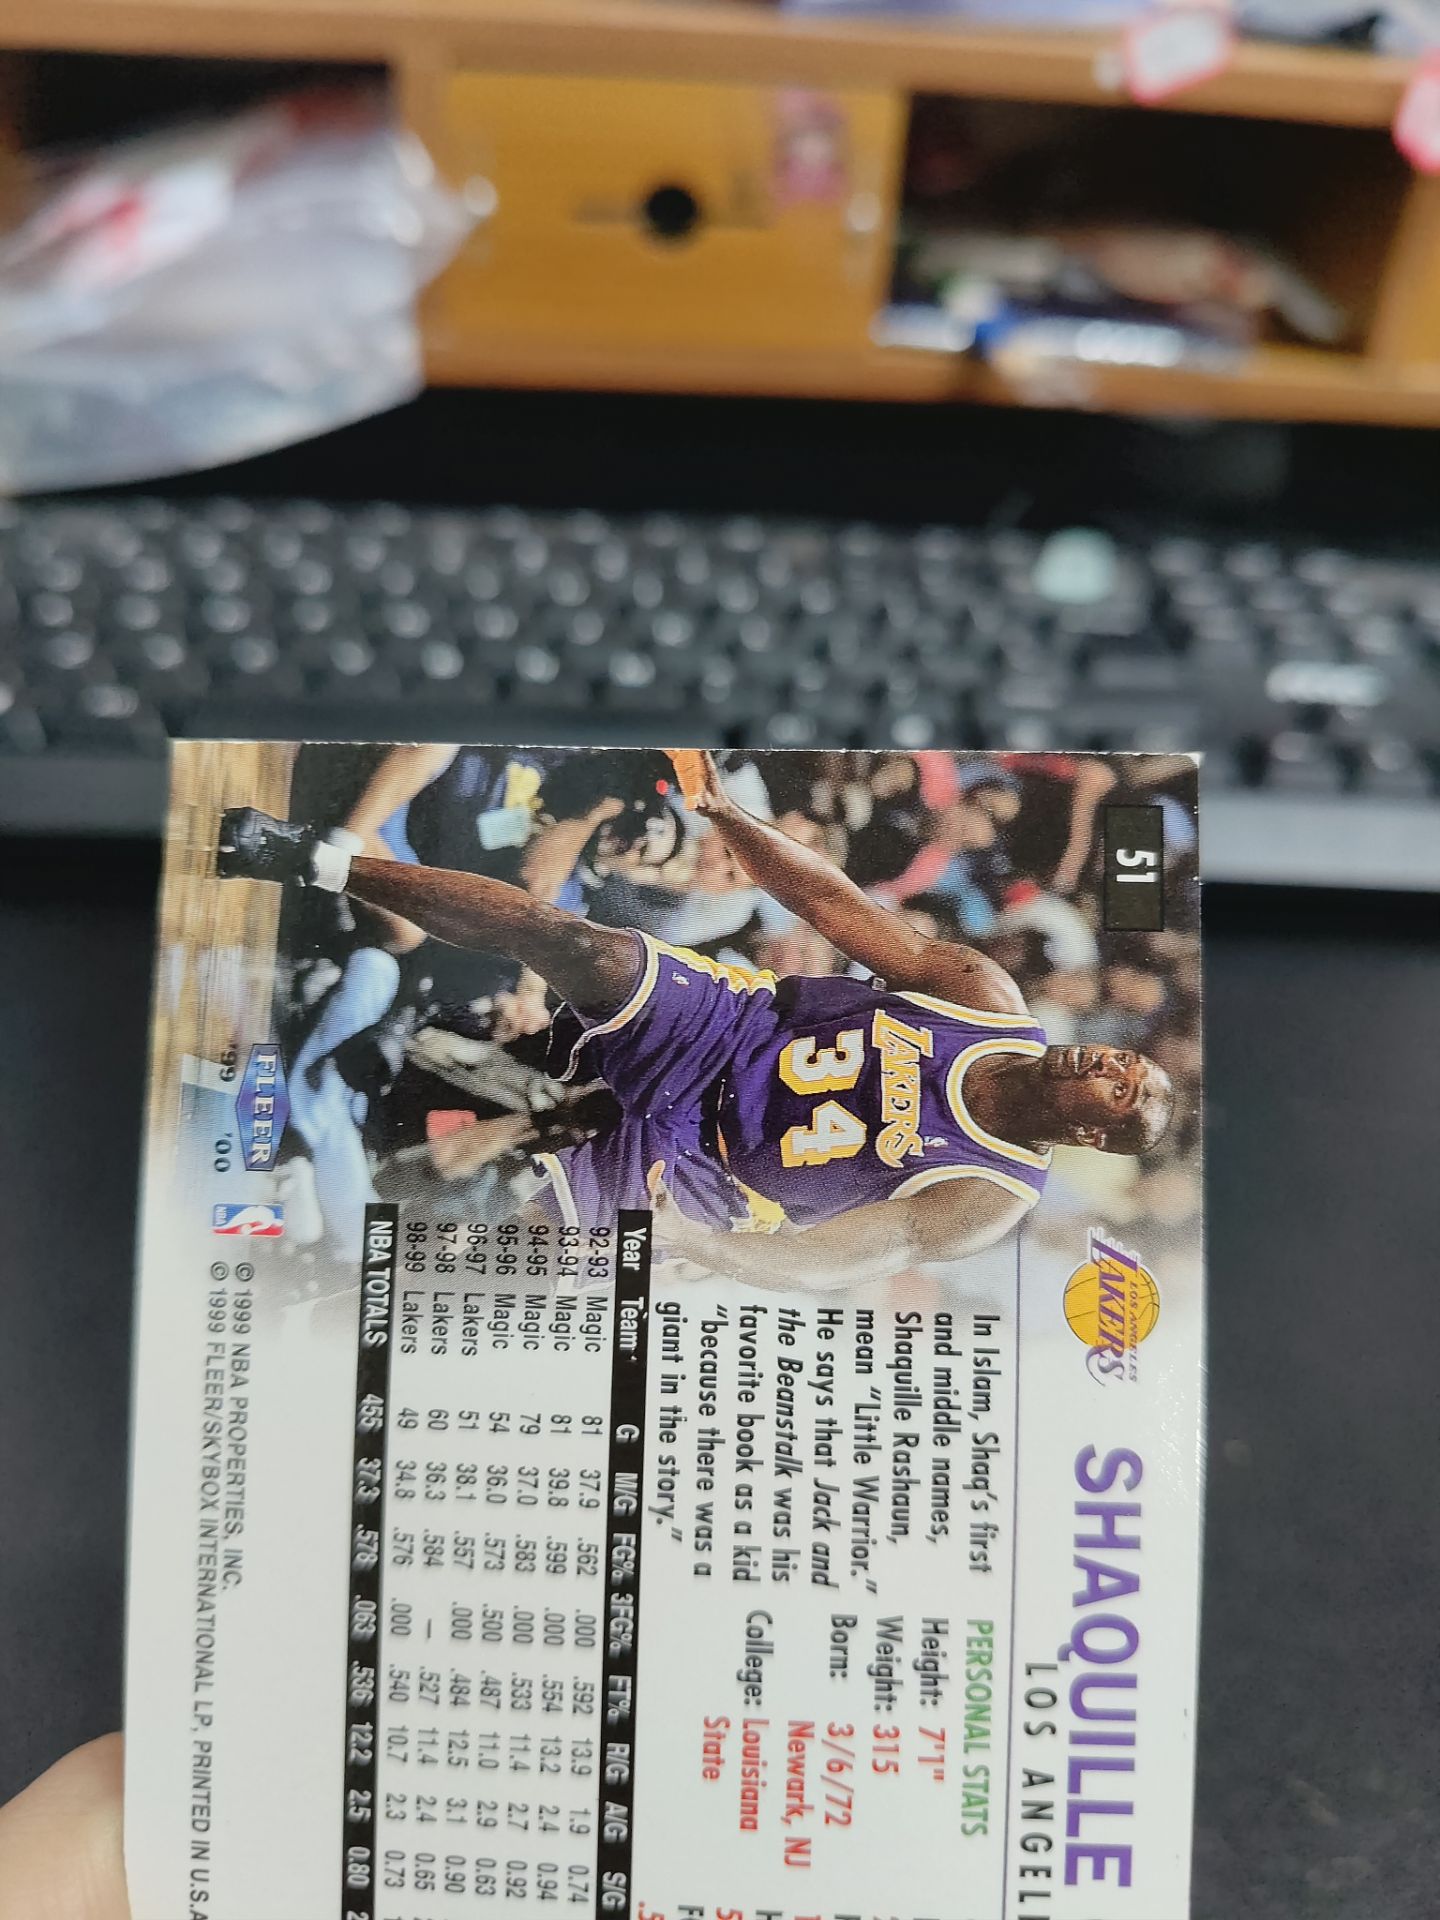 51
LOS ANGELES
LAKERS
SHAQUILLE
LOS ANGEL
In Islam, Shaq's first
and middle names,
Shaquille Rashaun,
mean "Little Warrior."
He says that Jack and
the Beanstalk was his
favorite book as a kid
"because there was a
giant in the story."
PERSONAL STATS
Height: 7'1"
Weight: 315
Born: 3/6/72
Newark, NJ
College: Louisiana
State
LAKERS
34
Year Team G M/G FG% 3FG% FT% R/G A/G S/G
92-93 Magic 81 37.9 .562 .000 .592 13.9 1.9 0.74
93-94 Magic 81 39.8 .599 .000 .554 13.2 2.4 0.94
94-95 Magic 79 37.0 .583 .000 .533 11.4 2.7 0.92
95-96 Magic 54 36.0 .573 .500 .487 11.0 2.9 0.63
96-97 Lakers 51 38.1 .557 .000 .484 12.5 3.1 0.90
97-98 Lakers 60 36.3 .584 – .527 11.4 2.4 0.65
98-99 Lakers 49 34.8 .576 .000 .540 10.7 2.3 0.73
NBA TOTALS 455 37.3 .578 .063 .536 12.2 2.5 0.80
FLEER
'99 '00
NBA
© 1999 NBA PROPERTIES, INC.
© 1999 FLEER/SKYBOX INTERNATIONAL LP, PRINTED IN U.S.A